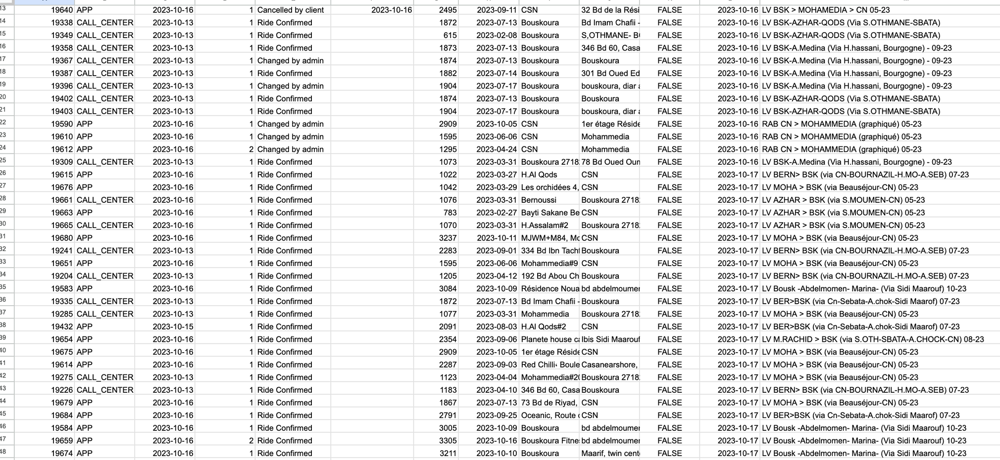 13 19640 APP 2023-10-16 1 Cancelled by client 2023-10-16 2495 2023-09-11 CSN 32 Bd de la Rési FALSE 2023-10-16 LV BSK > MOHAMEDIA > CN 05-23
14 19338 CALL_CENTER 2023-10-13 1 Ride Confirmed 1872 2023-07-13 Bouskoura Bd Imam Chafii - FALSE 2023-10-16 LV BSK-AZHAR-QODS (Via S.OTHMANE-SBATA)
15 19349 CALL_CENTER 2023-10-13 1 Ride Confirmed 615 2023-02-08 Bouskoura S,OTHMANE- FALSE 2023-10-16 LV BSK-AZHAR-QODS (Via S.OTHMANE-SBATA)
16 19358 CALL_CENTER 2023-10-13 1 Ride Confirmed 1873 2023-07-13 Bouskoura 346 Bd 60, Casa FALSE 2023-10-16 LV BSK-A.Medina (Via H.hassani, Bourgogne) - 09-23
17 19367 CALL_CENTER 2023-10-13 1 Changed by admin 1874 2023-07-13 Bouskoura Bouskoura FALSE 2023-10-16 LV BSK-A.Medina (Via H.hassani, Bourgogne) - 09-23
18 19387 CALL_CENTER 2023-10-13 1 Ride Confirmed 1882 2023-07-14 Bouskoura 301 Bd Oued Ed FALSE 2023-10-16 LV BSK-A.Medina (Via H.hassani, Bourgogne) - 09-23
19 19396 CALL_CENTER 2023-10-13 1 Changed by admin 1904 2023-07-17 Bouskoura bouskoura, diar FALSE 2023-10-16 LV BSK-A.Medina (Via H.hassani, Bourgogne) - 09-23
20 19402 CALL_CENTER 2023-10-13 1 Ride Confirmed 1874 2023-07-13 Bouskoura Bouskoura FALSE 2023-10-16 LV BSK-AZHAR-QODS (Via S.OTHMANE-SBATA)
21 19403 CALL_CENTER 2023-10-13 1 Ride Confirmed 1904 2023-07-17 Bouskoura bouskoura, diar FALSE 2023-10-16 LV BSK-AZHAR-QODS (Via S.OTHMANE-SBATA)
22 19590 APP 2023-10-16 1 Changed by admin 2909 2023-10-05 CSN 1er étage Réside FALSE 2023-10-16 RAB CN > MOHAMMEDIA (graphiqué) 05-23
23 19610 APP 2023-10-16 1 Changed by admin 1595 2023-06-06 CSN Mohammedia FALSE 2023-10-16 RAB CN > MOHAMMEDIA (graphiqué) 05-23
24 19612 APP 2023-10-16 2 Changed by admin 1295 2023-04-24 CSN Mohammedia FALSE 2023-10-16 RAB CN > MOHAMMEDIA (graphiqué) 05-23
25 19309 CALL_CENTER 2023-10-13 1 Ride Confirmed 1073 2023-03-31 Bouskoura 2718 78 Bd Oued Oum FALSE 2023-10-16 LV BSK-A.Medina (Via H.hassani, Bourgogne) - 09-23
26 19615 APP 2023-10-16 1 Ride Confirmed 1022 2023-03-27 H.Al Qods CSN FALSE 2023-10-17 LV BERN> BSK (via CN-BOURNAZIL-H.MO-A.SEB) 07-23
27 19676 APP 2023-10-16 1 Ride Confirmed 1042 2023-03-29 Les orchidées 4, CSN FALSE 2023-10-17 LV MOHA > BSK (via Beauséjour-CN) 05-23
28 19661 CALL_CENTER 2023-10-16 1 Ride Confirmed 1076 2023-03-31 Bernoussi Bouskoura 2718 FALSE 2023-10-17 LV AZHAR > BSK (via S.MOUMEN-CN) 05-23
29 19663 APP 2023-10-16 1 Ride Confirmed 783 2023-02-27 Bayti Sakane Be CSN FALSE 2023-10-17 LV AZHAR > BSK (via S.MOUMEN-CN) 05-23
30 19665 CALL_CENTER 2023-10-16 1 Ride Confirmed 1070 2023-03-31 H.Assalam#2 Bouskoura 2718 FALSE 2023-10-17 LV AZHAR > BSK (via S.MOUMEN-CN) 05-23
31 19680 APP 2023-10-16 1 Ride Confirmed 3237 2023-10-11 MJWM+M84, Mc CSN FALSE 2023-10-17 LV MOHA > BSK (via Beauséjour-CN) 05-23
32 19241 CALL_CENTER 2023-10-13 1 Ride Confirmed 2283 2023-09-01 334 Bd Ibn Tachf Bouskoura FALSE 2023-10-17 LV BERN> BSK (via CN-BOURNAZIL-H.MO-A.SEB) 07-23
33 19651 APP 2023-10-16 1 Ride Confirmed 1595 2023-06-06 Mohammedia#9 CSN FALSE 2023-10-17 LV MOHA > BSK (via Beauséjour-CN) 05-23
34 19204 CALL_CENTER 2023-10-13 1 Ride Confirmed 1205 2023-04-12 192 Bd Abou Ch Bouskoura FALSE 2023-10-17 LV BERN> BSK (via CN-BOURNAZIL-H.MO-A.SEB) 07-23
35 19583 APP 2023-10-16 1 Ride Confirmed 3084 2023-10-09 Résidence Noua bd abdelmoumen FALSE 2023-10-17 LV Bousk -Abdelmomen- Marina- (Via Sidi Maarouf) 10-23
36 19335 CALL_CENTER 2023-10-13 1 Ride Confirmed 1872 2023-07-13 Bd Imam Chafii - Bouskoura FALSE 2023-10-17 LV BER>BSK (via Cn-Sebata-A.chok-Sidi Maarof) 07-23
37 19285 CALL_CENTER 2023-10-13 1 Ride Confirmed 1077 2023-03-31 Mohammedia Bouskoura 2718 FALSE 2023-10-17 LV MOHA > BSK (via Beauséjour-CN) 05-23
38 19432 APP 2023-10-15 1 Ride Confirmed 2091 2023-08-03 H.Al Qods#2 CSN FALSE 2023-10-17 LV BER>BSK (via Cn-Sebata-A.chok-Sidi Maarof) 07-23
39 19654 APP 2023-10-16 1 Ride Confirmed 2354 2023-09-06 Planete house ca Ibis Sidi Maarouf FALSE 2023-10-17 LV M.RACHID > BSK (via S.OTH-SBATA-A.CHOCK-CN) 08-23
40 19675 APP 2023-10-16 1 Ride Confirmed 2909 2023-10-05 1er étage Réside CSN FALSE 2023-10-17 LV MOHA > BSK (via Beauséjour-CN) 05-23
41 19614 APP 2023-10-16 1 Ride Confirmed 2287 2023-09-03 Red Chilli، Boule Casanearshore, FALSE 2023-10-17 LV MOHA > BSK (via Beauséjour-CN) 05-23
42 19275 CALL_CENTER 2023-10-13 1 Ride Confirmed 1123 2023-04-04 Mohammedia#20 Bouskoura 2718 FALSE 2023-10-17 LV MOHA > BSK (via Beauséjour-CN) 05-23
43 19226 CALL_CENTER 2023-10-13 1 Ride Confirmed 1183 2023-04-10 346 Bd 60, Casa Bouskoura FALSE 2023-10-17 LV BERN> BSK (via CN-BOURNAZIL-H.MO-A.SEB) 07-23
44 19679 APP 2023-10-16 1 Ride Confirmed 1867 2023-07-13 73 Bd de Riyad, CSN FALSE 2023-10-17 LV MOHA > BSK (via Beauséjour-CN) 05-23
45 19684 APP 2023-10-16 1 Ride Confirmed 2791 2023-09-25 Oceanic, Route CSN FALSE 2023-10-17 LV BER>BSK (via Cn-Sebata-A.chok-Sidi Maarof) 07-23
46 19584 APP 2023-10-16 1 Ride Confirmed 3005 2023-10-09 Bouskoura bd abdelmoumen FALSE 2023-10-17 LV Bousk -Abdelmomen- Marina- (Via Sidi Maarouf) 10-23
47 19659 APP 2023-10-16 2 Ride Confirmed 3305 2023-10-16 Bouskoura Fitnes bd abdelmoumen FALSE 2023-10-17 LV Bousk -Abdelmomen- Marina- (Via Sidi Maarouf) 10-23
48 19674 APP 2023-10-16 1 Ride Confirmed 3211 2023-10-10 Bouskoura Maarif, twin cent FALSE 2023-10-17 LV Bousk -Abdelmomen- Marina- (Via Sidi Maarouf) 10-23